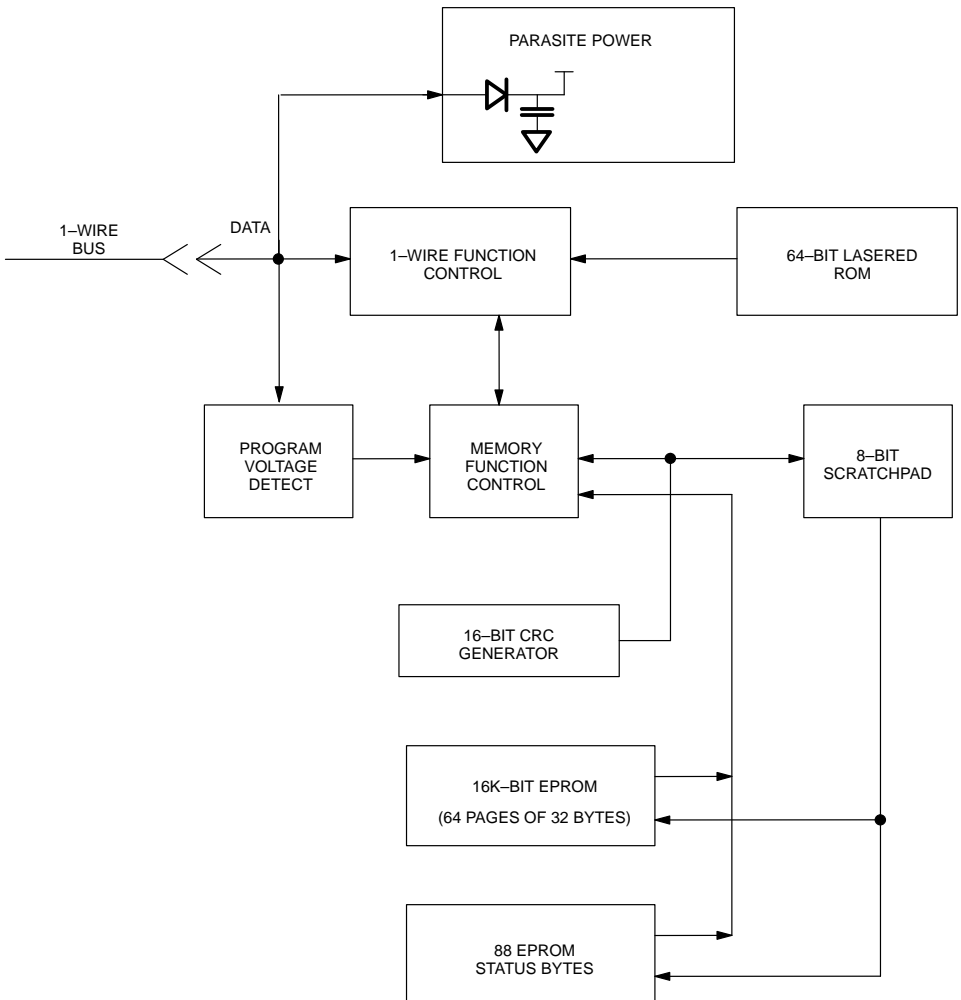 PARASITE POWER
1–WIRE
BUS
DATA
1–WIRE FUNCTION
CONTROL
64–BIT LASERED
ROM
PROGRAM
VOLTAGE
DETECT
MEMORY
FUNCTION
CONTROL
8–BIT
SCRATCHPAD
16–BIT CRC
GENERATOR
16K–BIT EPROM
(64 PAGES OF 32 BYTES)
88 EPROM
STATUS BYTES